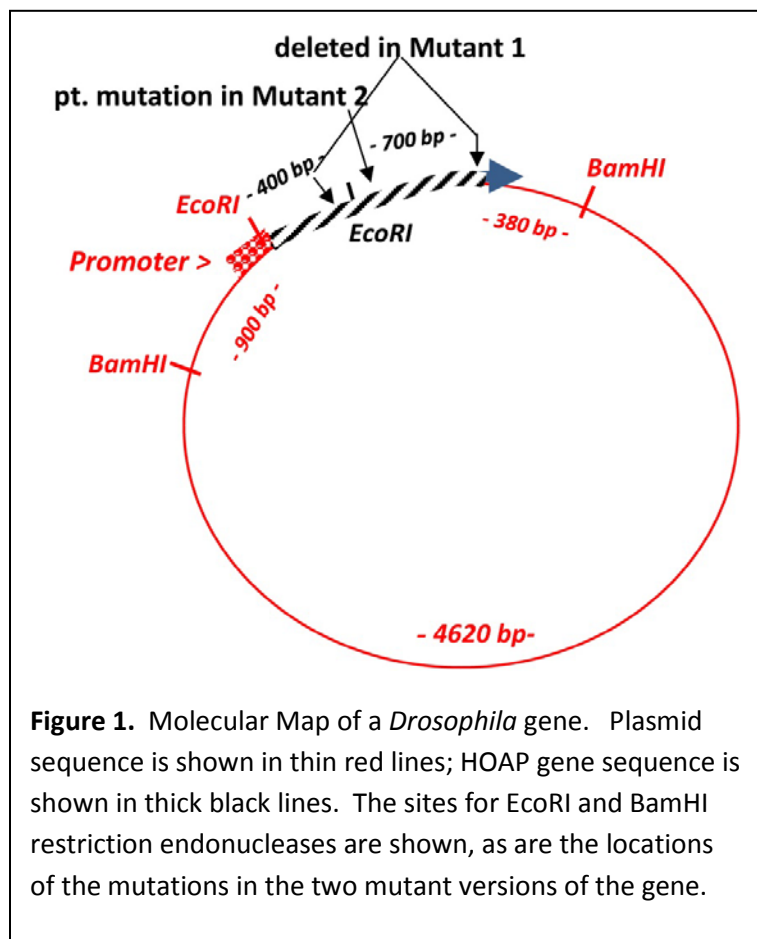 deleted in Mutant 1
pt. mutation in Mutant 2
- 700 bp -
- 400 bp -
BamHI
EcoRI
EcoRI
- 380 bp -
Promoter >
- 900 bp -
BamHI
- 4620 bp-
Figure 1. Molecular Map of a Drosophila gene. Plasmid
sequence is shown in thin red lines; HOAP gene sequence is
shown in thick black lines. The sites for EcoRI and BamHI
restriction endonucleases are shown, as are the locations
of the mutations in the two mutant versions of the gene.